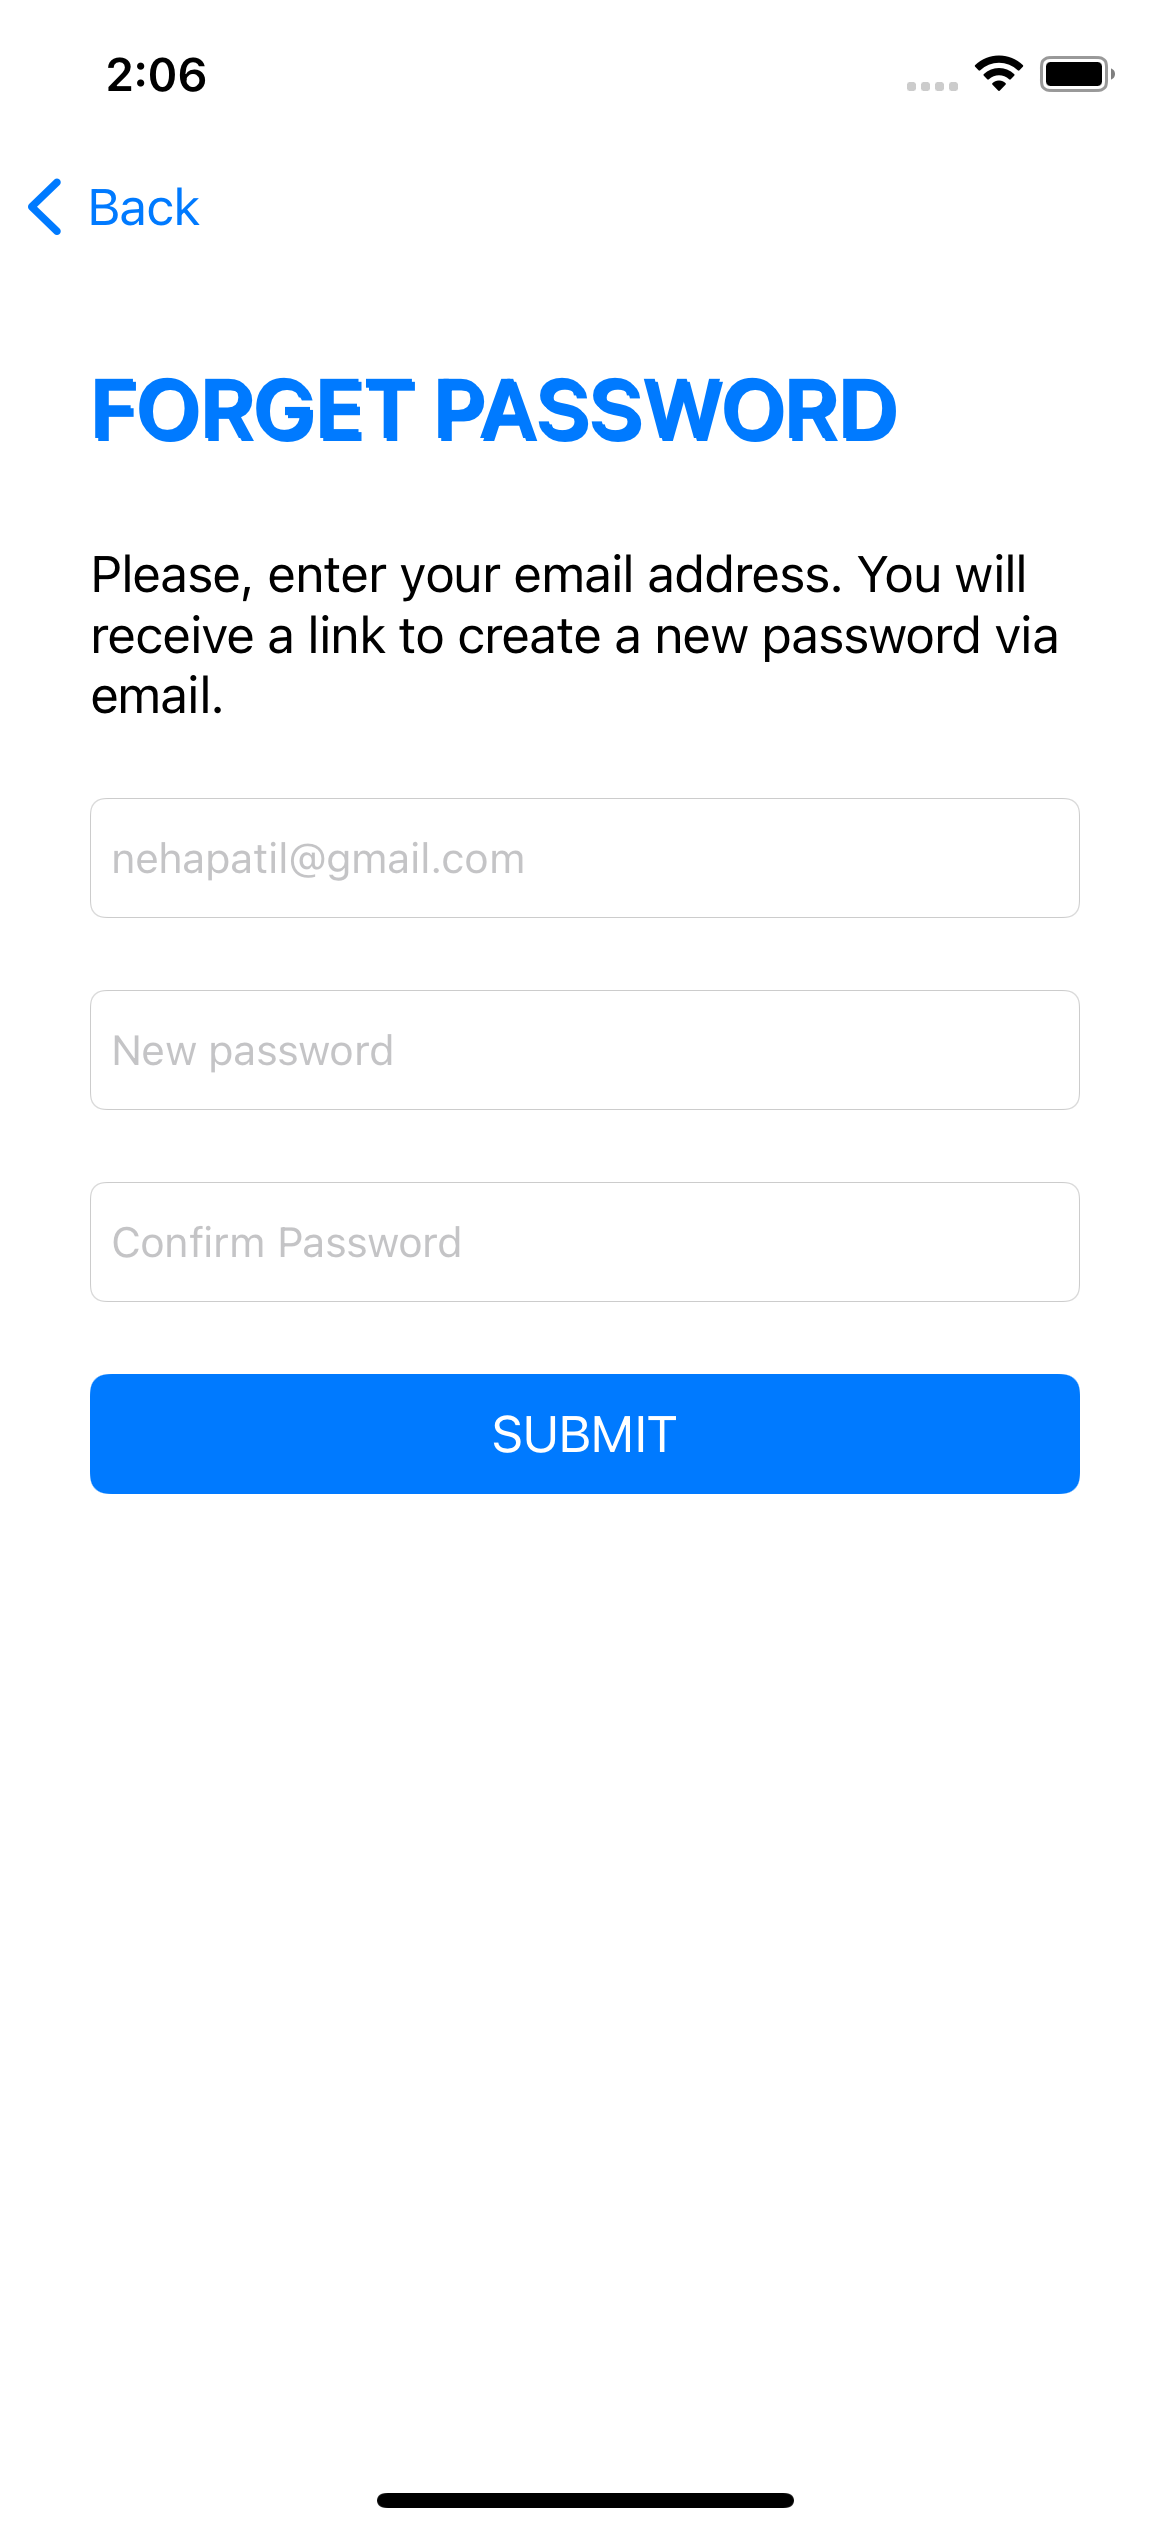 2:06
Back
FORGET PASSWORD
Please, enter your email address. You will
receive a link to create a new password via
email.
nehapatil@gmail.com
New password
Confirm Password
SUBMIT